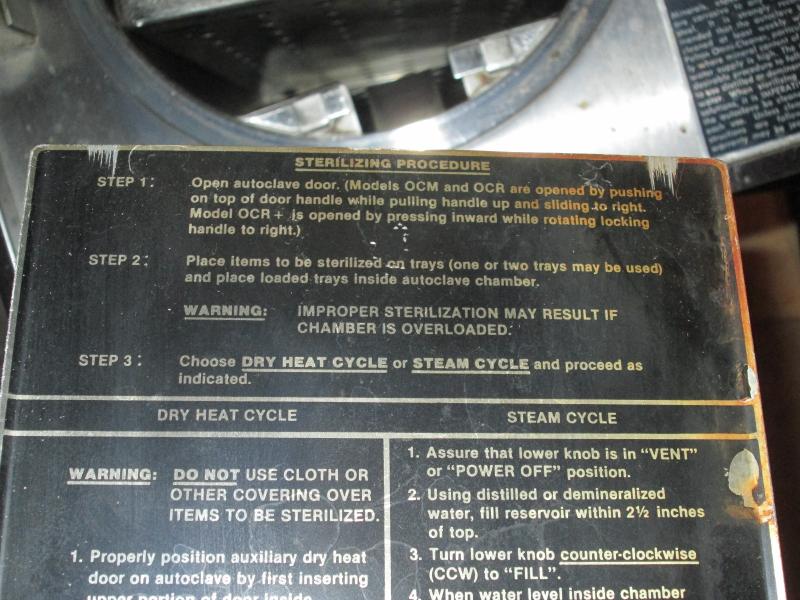 STERILIZING PROCEDURE
STEP 1: Open autoclave door. (Models OCM and OCR are opened by pushing
on top of door handle while pulling handle up and sliding to right.
Model OCR+ is opened by pressing inward while rotating locking
handle to right.)
STEP 2: Place items to be sterilized on trays (one or two trays may be used)
and place loaded trays inside autoclave chamber.
WARNING: IMPROPER STERILIZATION MAY RESULT IF
CHAMBER IS OVERLOADED.
STEP 3: Choose DRY HEAT CYCLE or STEAM CYCLE and proceed as
indicated.
DRY HEAT CYCLE
WARNING: DO NOT USE CLOTH OR
OTHER COVERING OVER
ITEMS TO BE STERILIZED.
1. Properly position auxiliary dry heat
door on autoclave by first inserting
upper portion of door inside
STEAM CYCLE
1. Assure that lower knob is in “VENT”
or “POWER OFF” position.
2. Using distilled or demineralized
water, fill reservoir within 2½ inches
of top.
3. Turn lower knob counter-clockwise
(CCW) to “FILL”.
4. When water level inside chamber